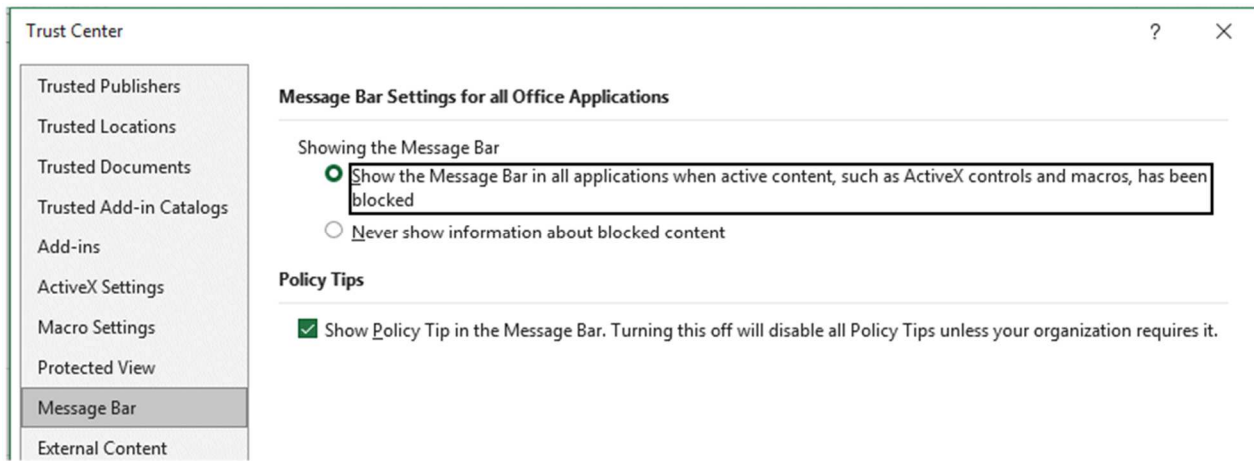 Trust Center
?
Trusted Publishers
Trusted Locations
Trusted Documents
Trusted Add-in Catalogs
Add-ins
ActiveX Settings
Macro Settings
Protected View
Message Bar
External Content
Message Bar Settings for all Office Applications
Showing the Message Bar
Show the Message Bar in all applications when active content, such as ActiveX controls and macros, has been
blocked
Never show information about blocked content
Policy Tips
Show Policy Tip in the Message Bar. Turning this off will disable all Policy Tips unless your organization requires it.